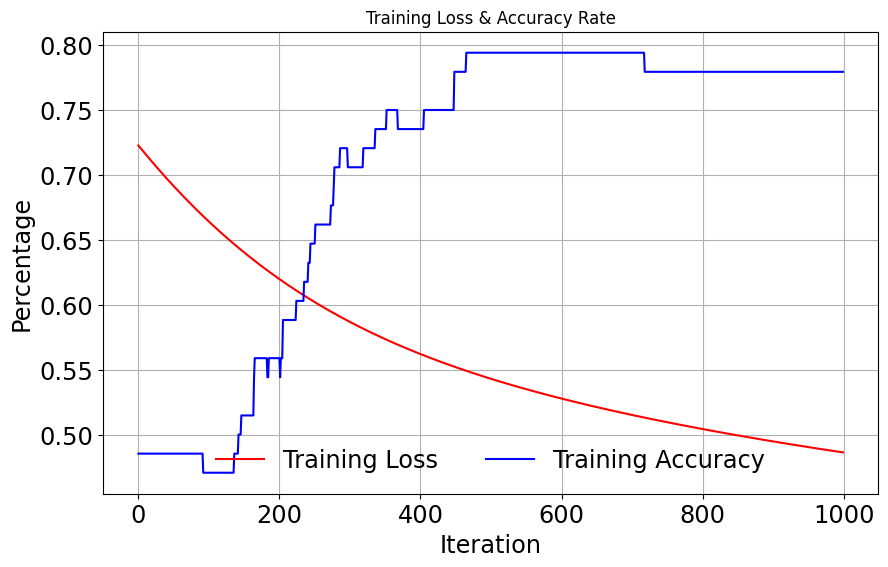 Training Loss & Accuracy Rate
0.80
0.75
0.70
0.65
0.60
0.55
0.50
Percentage
Training Loss Training Accuracy
0 200 400 600 800 1000
Iteration